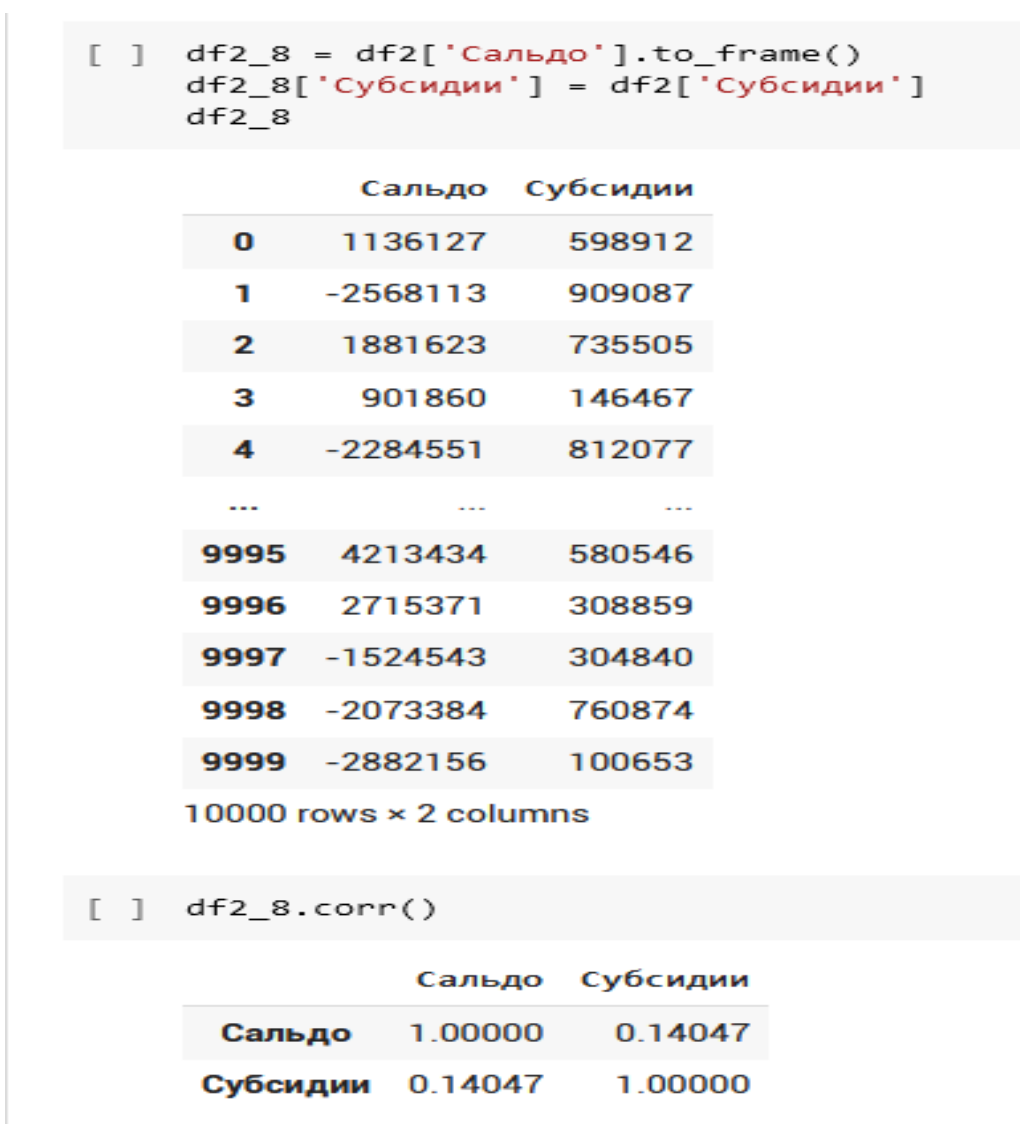 [ ] df2_8 = df2['Сальдо'].to_frame()
df2_8['Субсидии'] = df2['Субсидии']
df2_8
Сальдо Субсидии
0 1136127 598912
1 -2568113 909087
2 1881623 735505
3 901860 146467
4 -2284551 812077
... ... ...
9995 4213434 580546
9996 2715371 308859
9997 -1524543 304840
9998 -2073384 760874
9999 -2882156 100653
10000 rows × 2 columns
[ ] df2_8.corr()
Сальдо Субсидии
Сальдо 1.00000 0.14047
Субсидии 0.14047 1.00000